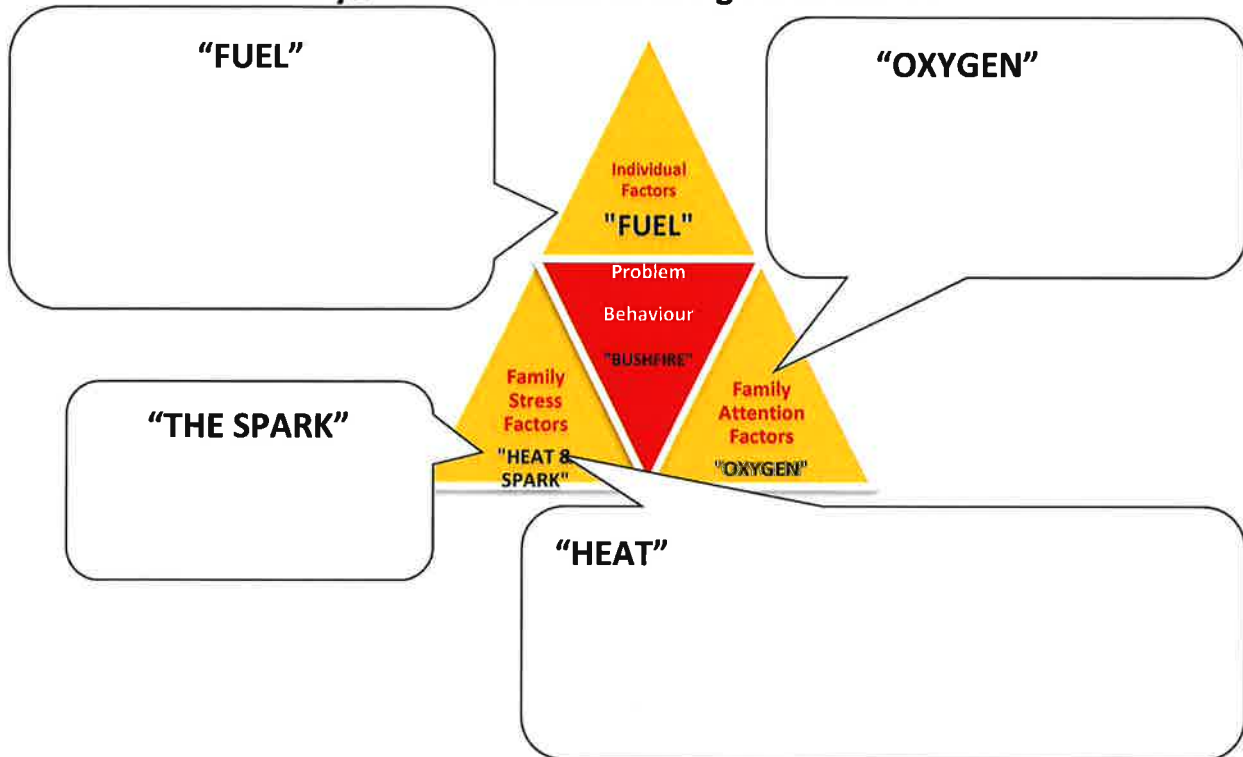 “FUEL”
“OXYGEN”
Individual
Factors
"FUEL"
Problem
Behaviour
"BUSHFIRE"
Family
Stress
Factors
"HEAT &
SPARK"
Family
Attention
Factors
"OXYGEN"
“THE SPARK”
“HEAT”